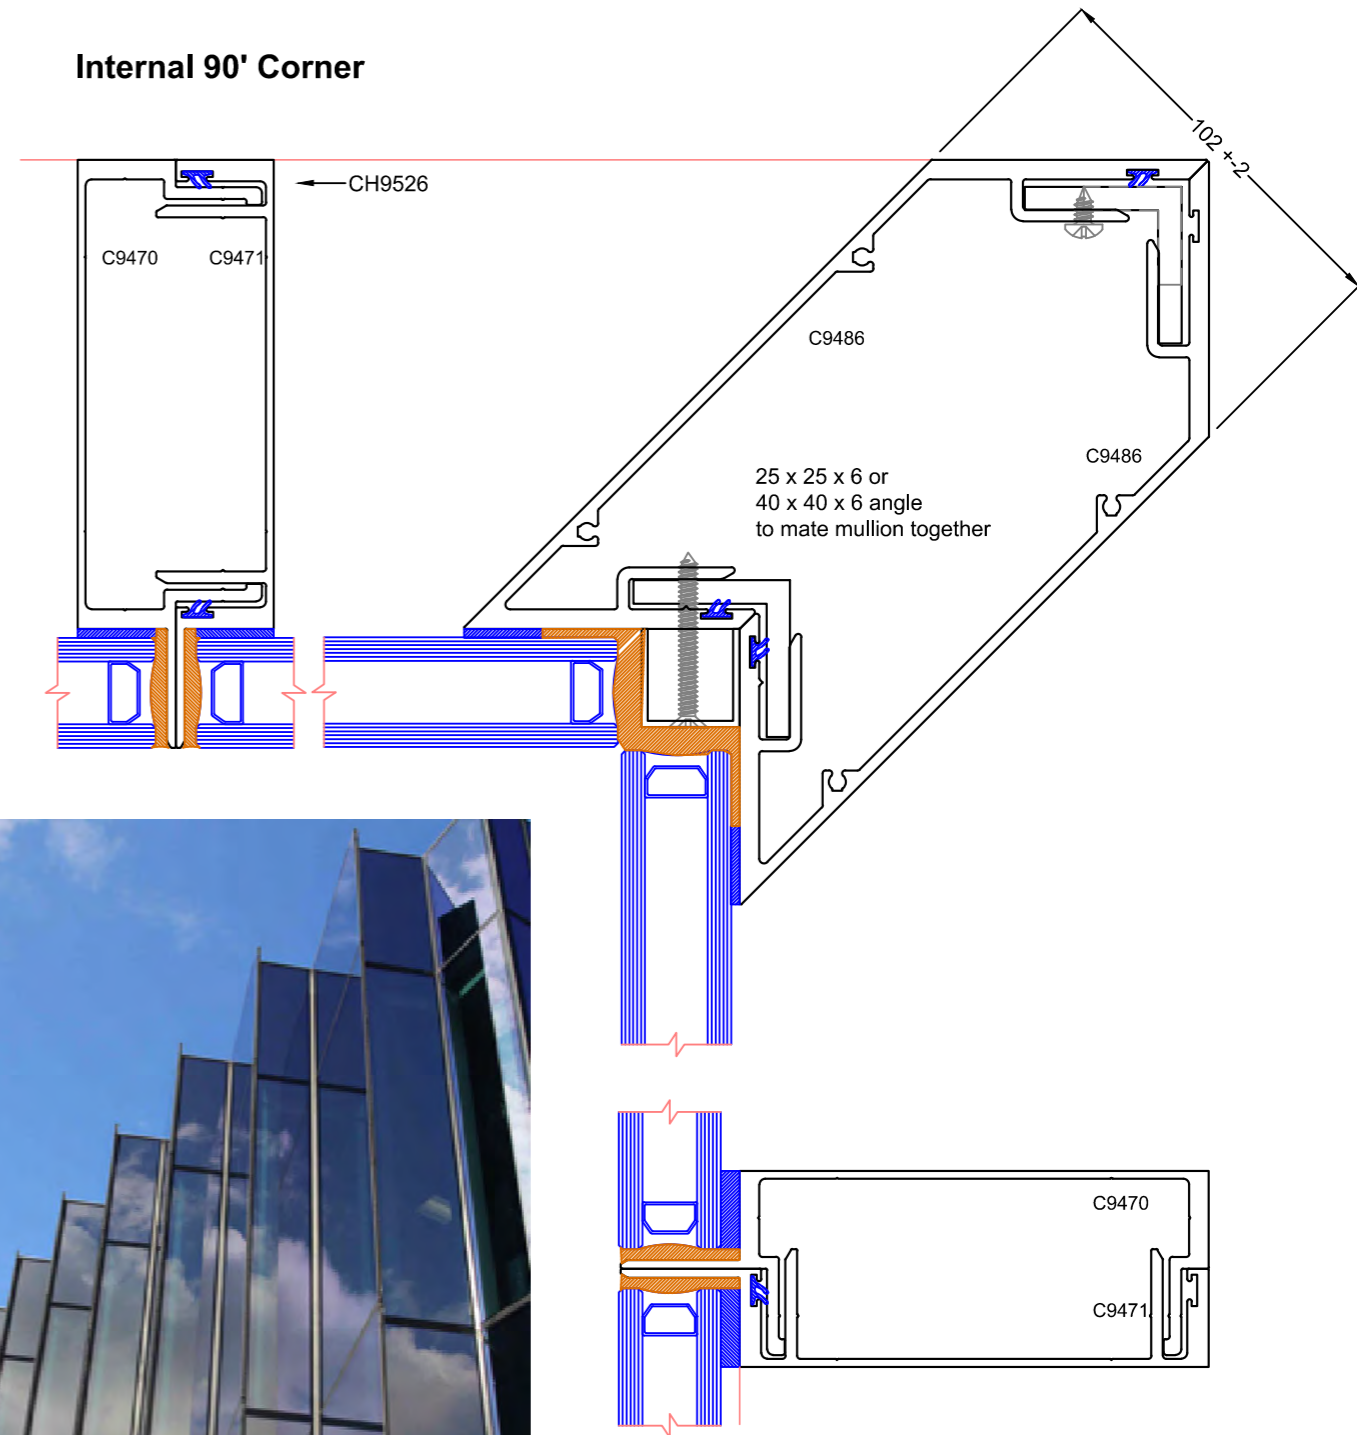 Internal 90' Corner
102 +-2
CH9526
C9470
C9471
C9486
C9486
25 x 25 x 6 or
40 x 40 x 6 angle
to mate mullion together
C9470
C9471